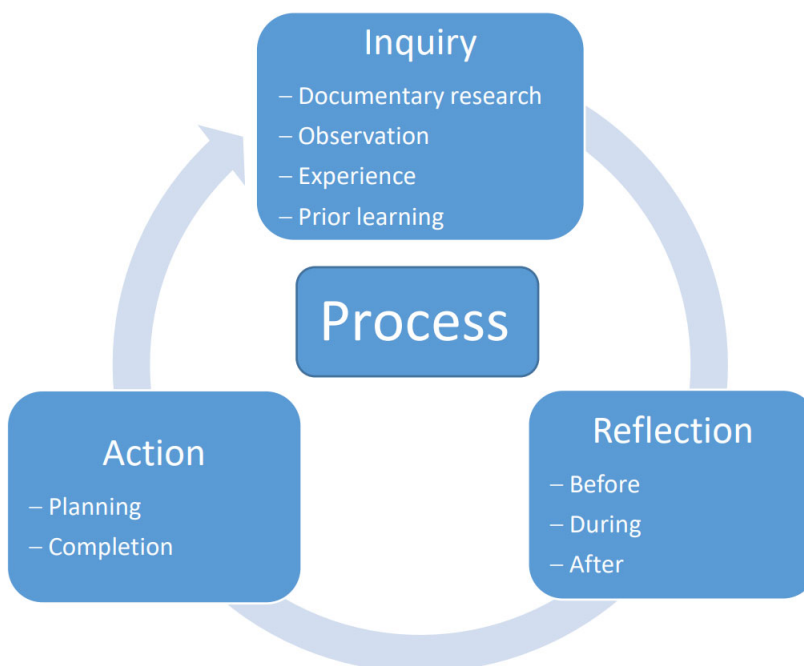 Inquiry
– Documentary research
– Observation
– Experience
– Prior learning
Process
Action
– Planning
– Completion
Reflection
– Before
– During
– After